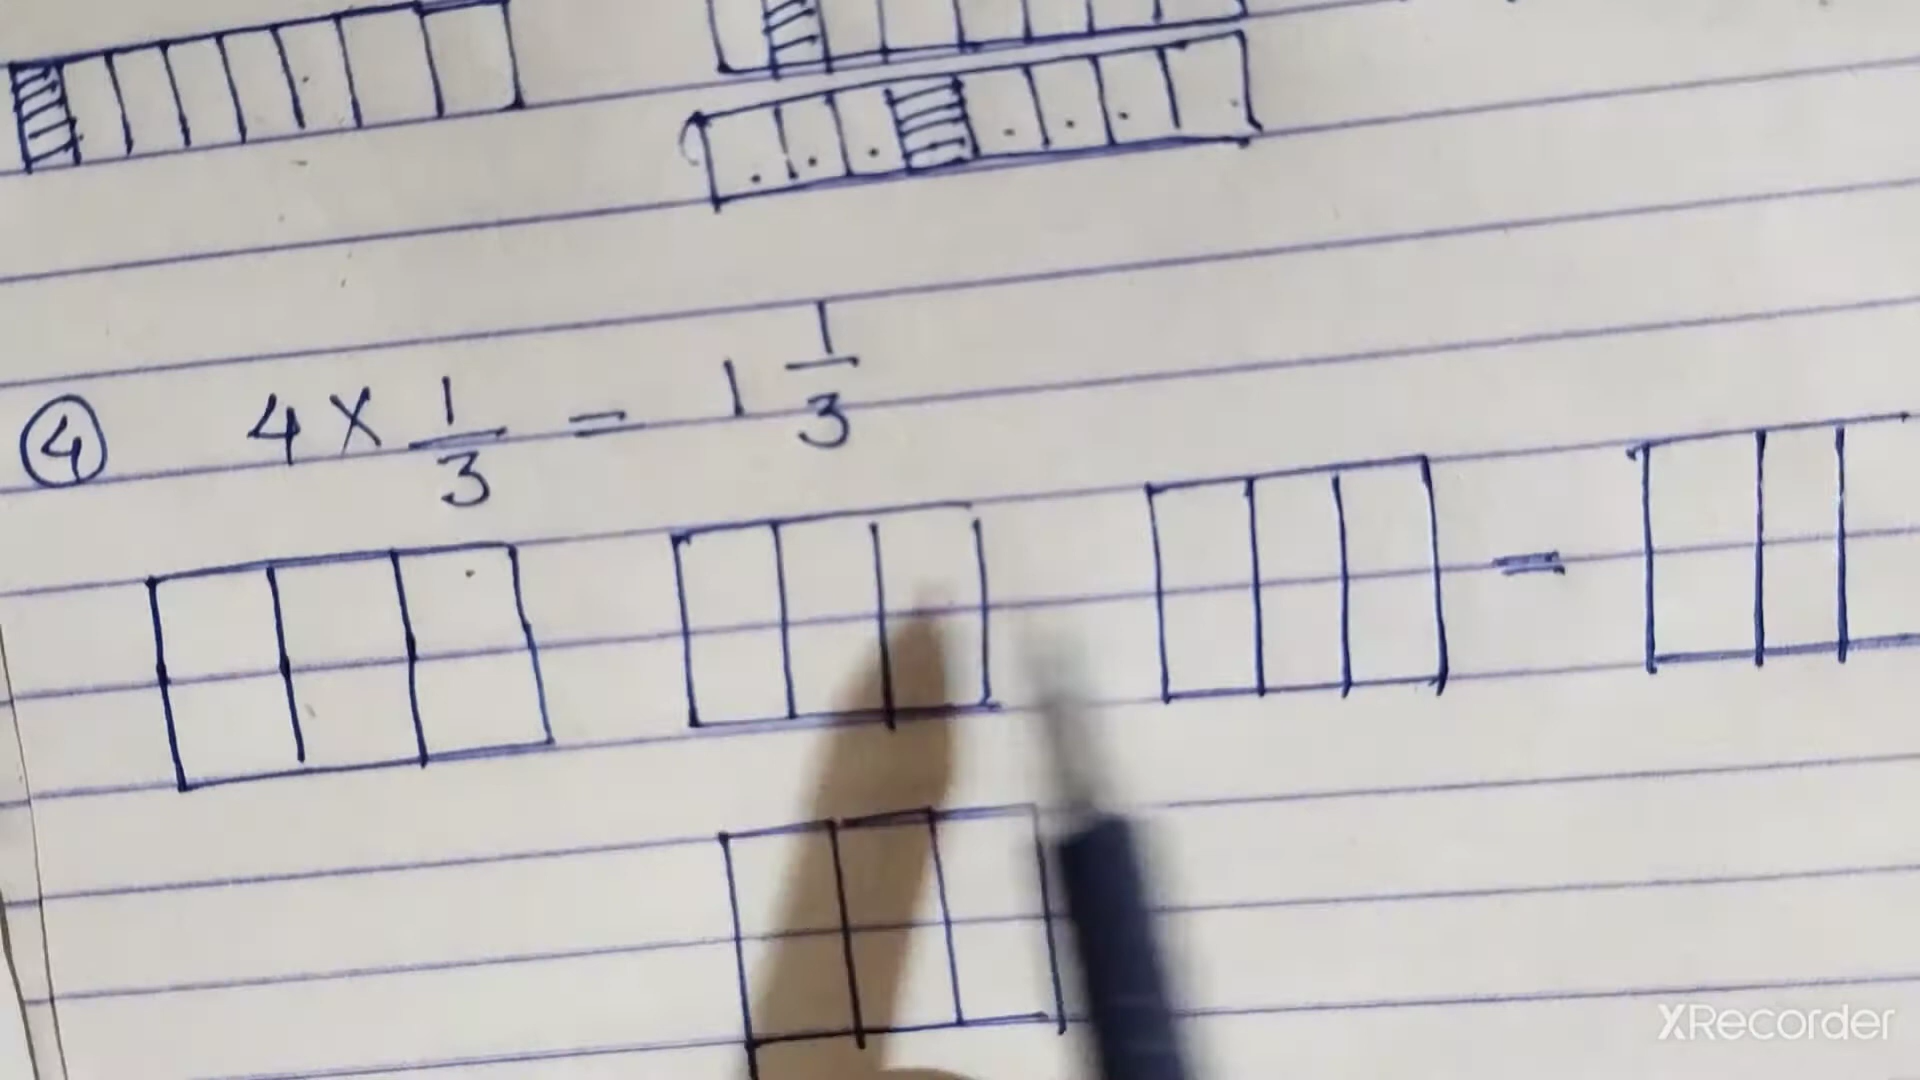 ④ 4 × 1/3 = 1 1/3
=
XRecorder